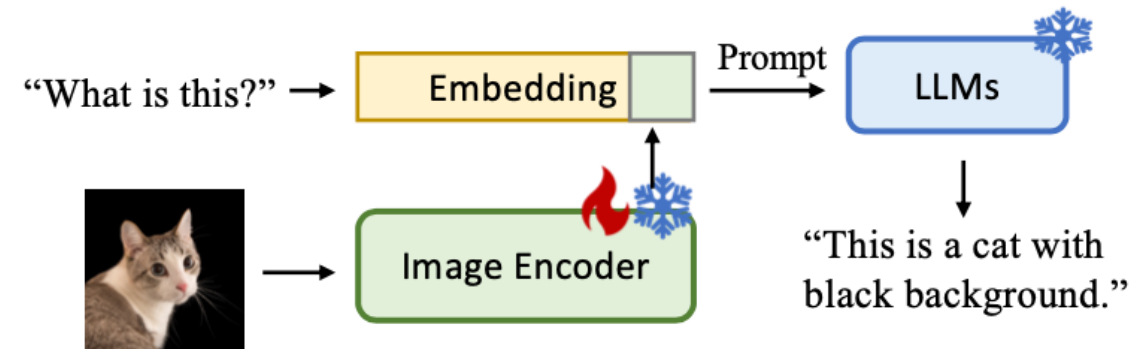 “What is this?”
Embedding
Prompt
LLMs
Image Encoder
“This is a cat with
black background.”